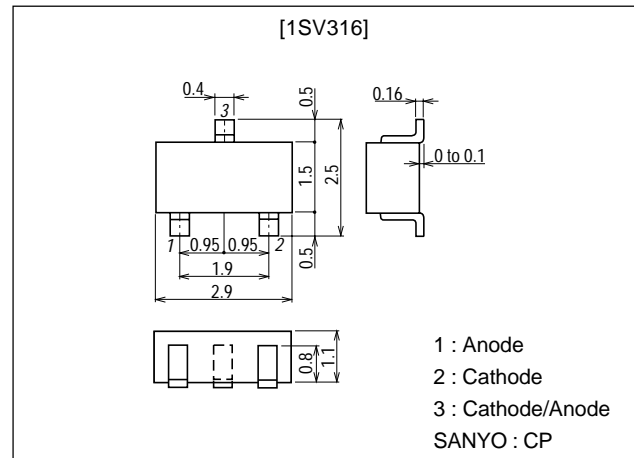 [1SV316]
0.4
3
0.5
0.16
0 to 0.1
1.5
2.5
1
0.95
0.95
2
0.5
1.9
2.9
0.8
1.1
1 : Anode
2 : Cathode
3 : Cathode/Anode
SANYO : CP